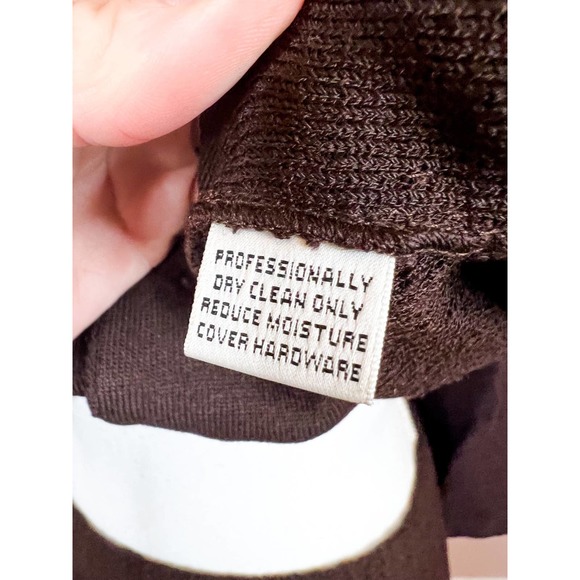 PROFESSIONALLY
DRY CLEAN ONLY
REDUCE MOISTURE
COVER HARDWARE